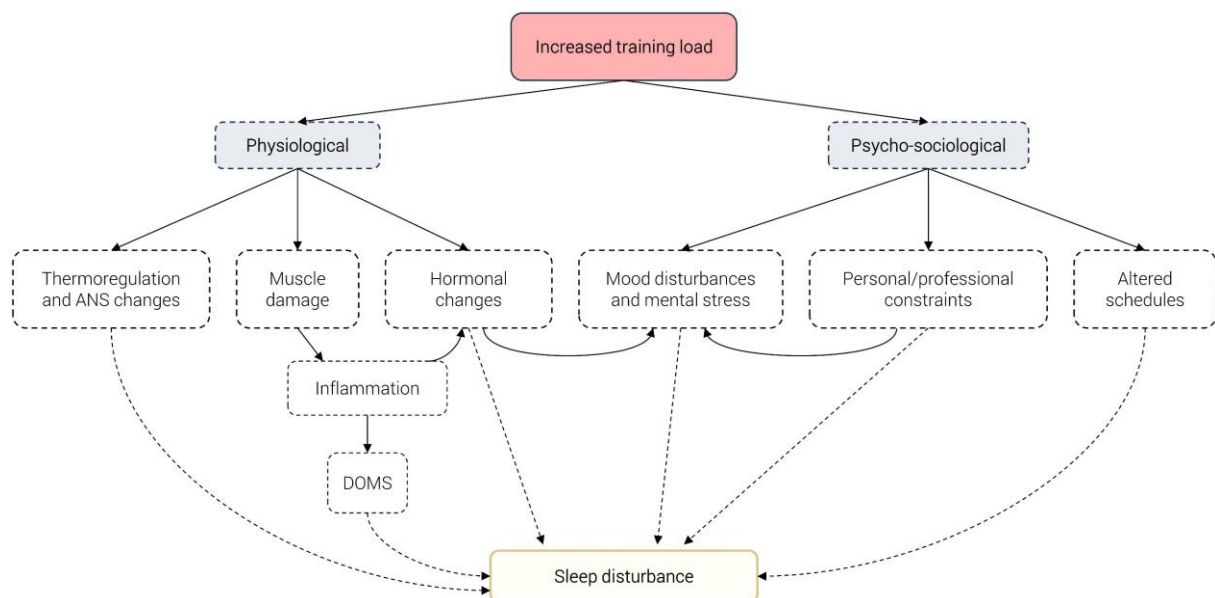 Increased training load
Physiological
Psycho-sociological
Thermoregulation
and ANS changes
Muscle
damage
Hormonal
changes
Mood disturbances
and mental stress
Personal/professional
constraints
Altered
schedules
Inflammation
DOMS
Sleep disturbance